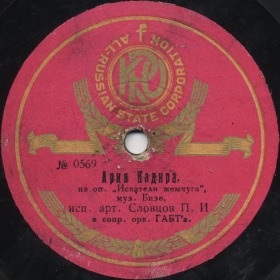 ALL-RUSSIAN STATE CORPORATION
№ 0569
Ария Надира.
из оп. „Искатели жемчуга",
муз. Бизе,
исп. арт. Словцов П. И
в сопр. орк. ГАБТ'а.